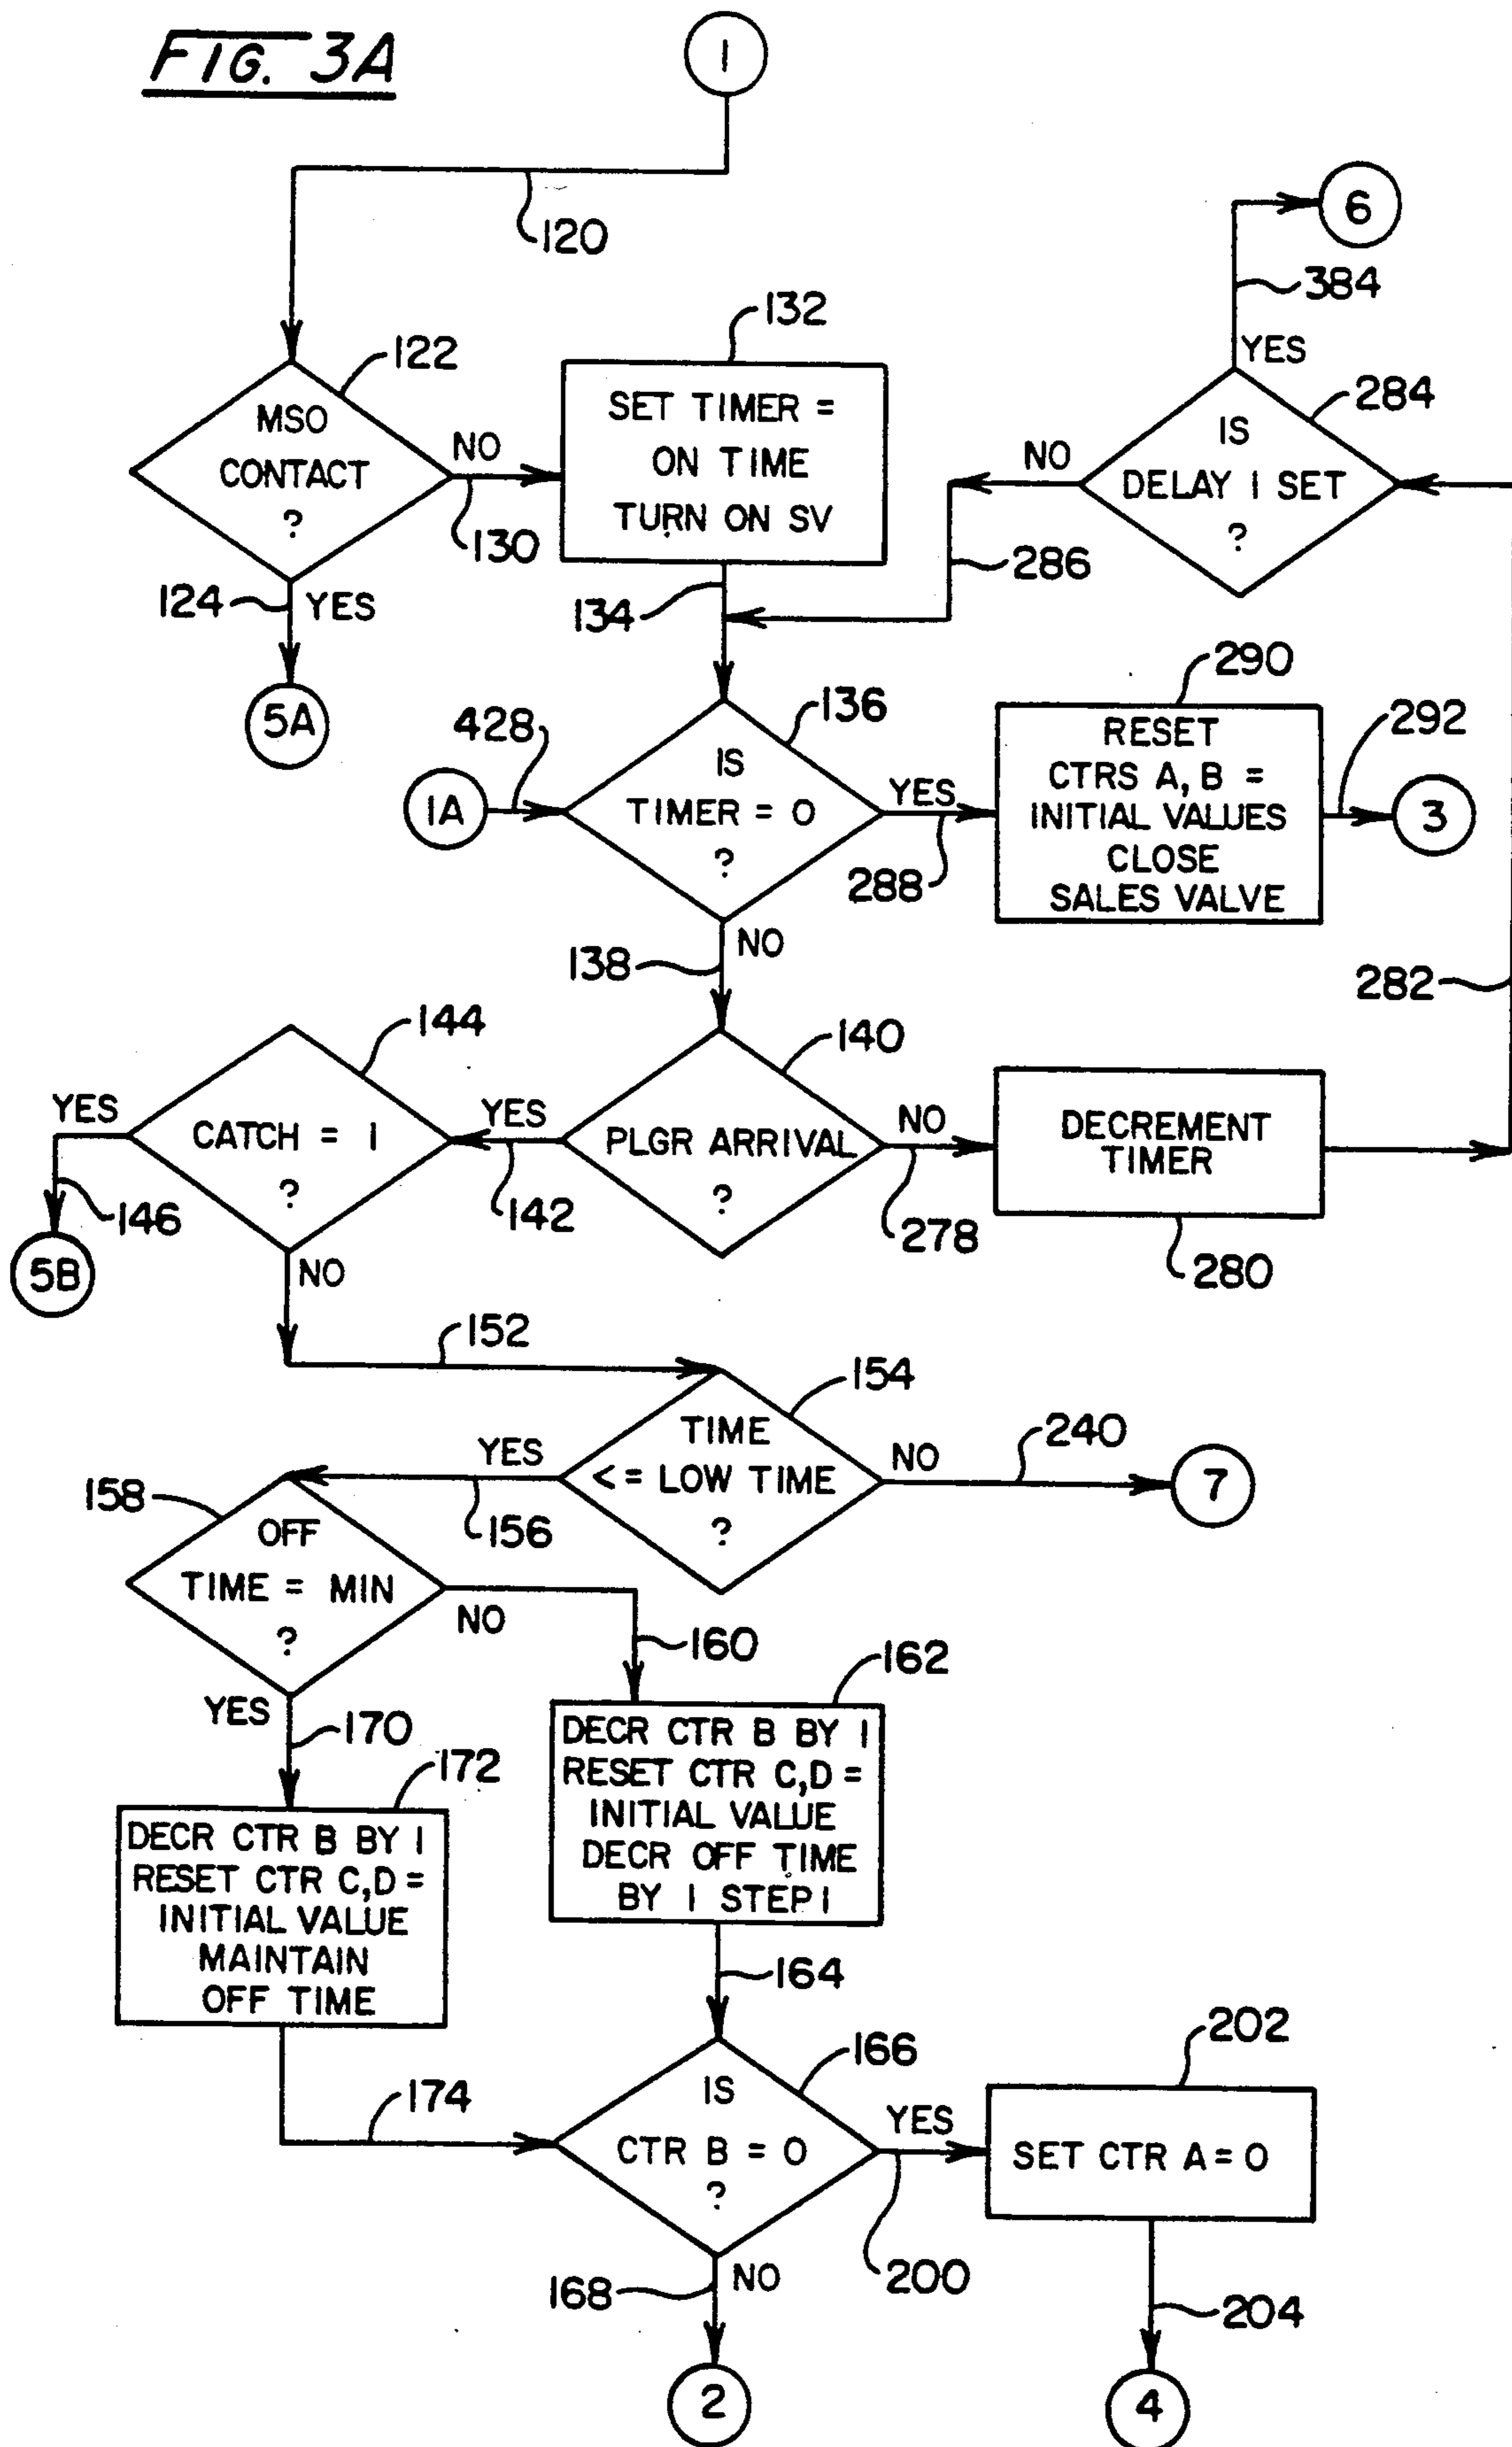 FIG. 3A
1
120
6
384
YES
132
122
284
MSO
CONTACT
?
NO
130
SET TIMER =
ON TIME
TURN ON SV
NO
IS
DELAY 1 SET
?
286
124
YES
134
5A
290
428
136
292
1A
IS
TIMER = 0
?
YES
288
RESET
CTRS A, B =
INITIAL VALUES
CLOSE
SALES VALVE
3
NO
138
282
144
140
YES
CATCH = 1
?
YES
142
PLGR ARRIVAL
?
NO
278
DECREMENT
TIMER
280
146
5B
NO
152
154
YES
TIME
<= LOW TIME
?
NO
240
7
158
156
OFF
TIME = MIN
?
NO
160
162
YES
170
172
DECR CTR B BY 1
RESET CTR C,D =
INITIAL VALUE
DECR OFF TIME
BY 1 STEP1
DECR CTR B BY 1
RESET CTR C,D =
INITIAL VALUE
MAINTAIN
OFF TIME
164
202
166
174
IS
CTR B = 0
?
YES
200
SET CTR A = 0
168
NO
204
2
4